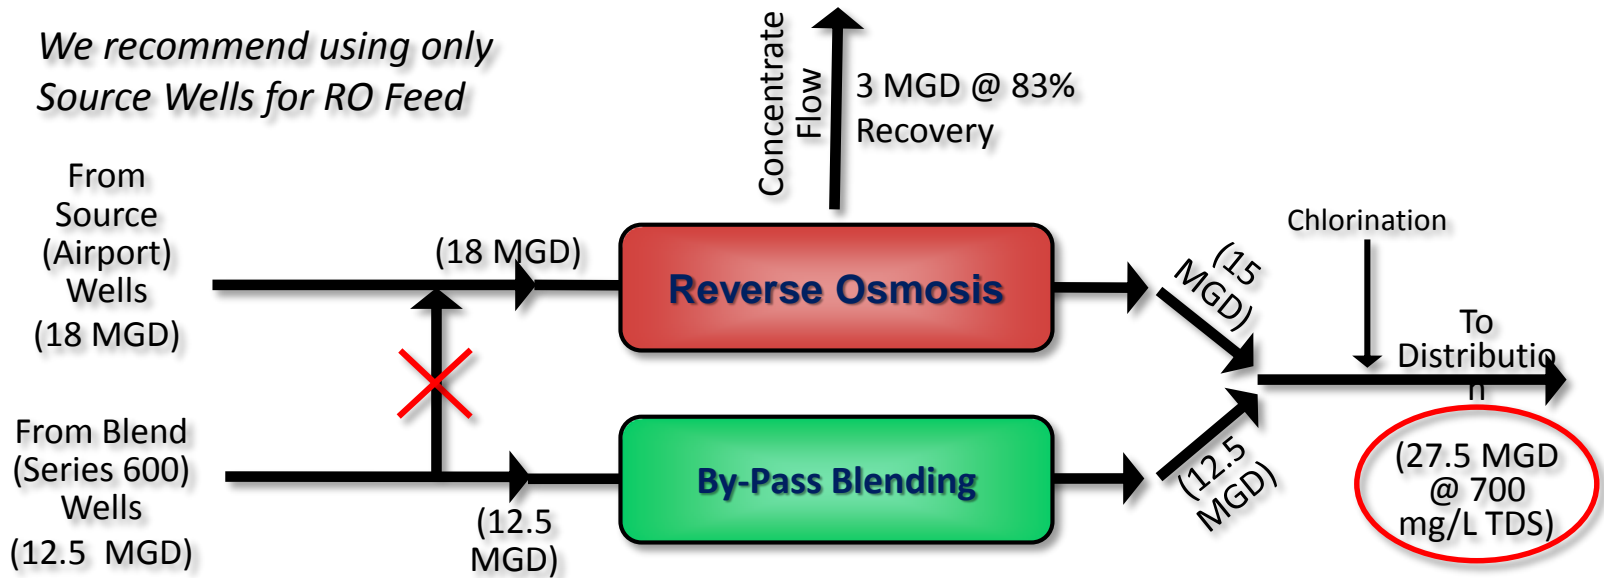 We recommend using only
Source Wells for RO Feed
Concentrate
Flow
3 MGD @ 83%
Recovery
From
Source
(Airport)
Wells
(18 MGD)
(18 MGD)
Reverse Osmosis
(15
MGD)
Chlorination
To
Distributio
n
From Blend
(Series 600)
Wells
(12.5  MGD)
(12.5
MGD)
By-Pass Blending
(12.5
MGD)
(27.5 MGD
@ 700
mg/L TDS)